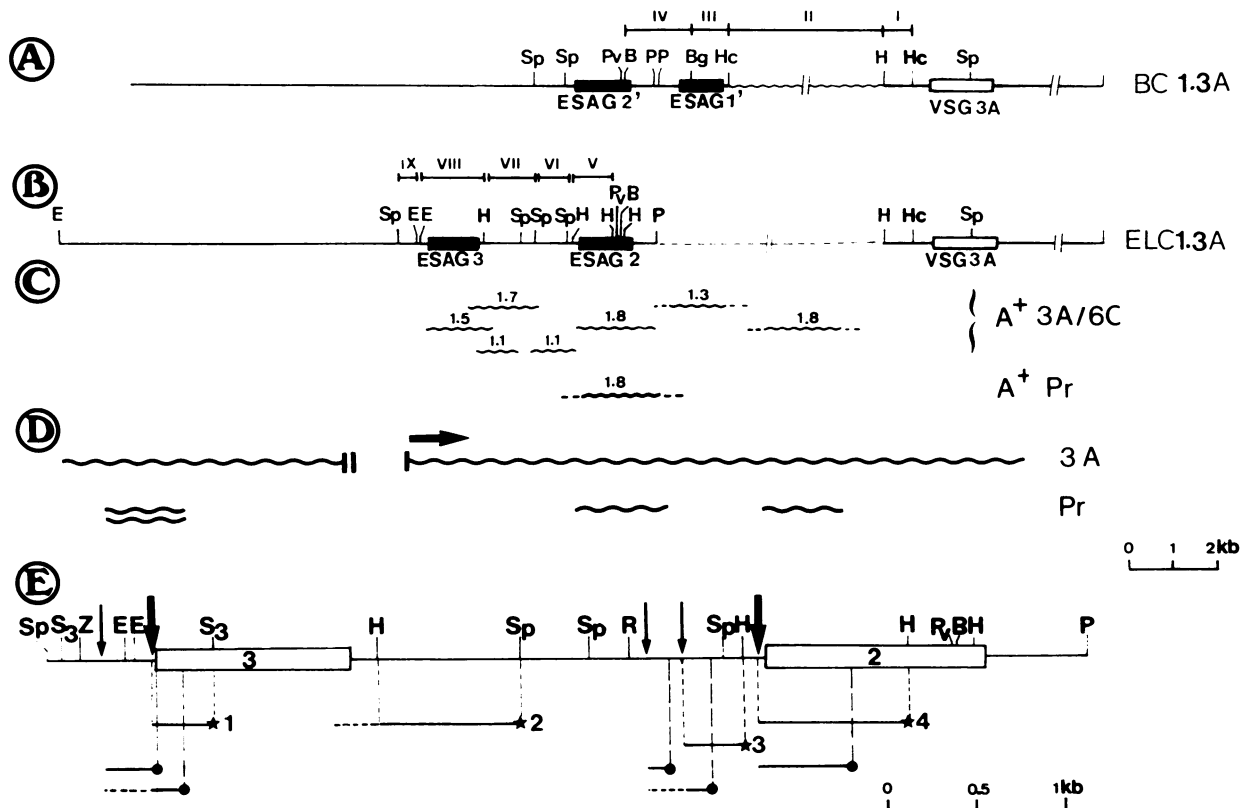 IV III II I
A Sp Sp Pv B PP Bg Hc H Hc Sp
ESAG 2' ESAG 1' VSG 3A BC 1.3A
IX VIII VII VI V
B E Sp E E H Sp Sp Sp H H Pv B H P H Hc Sp
ESAG 3 ESAG 2 VSG 3A ELC 1.3A
C 1.7 1.3
1.5 1.8 1.8 A+ 3A/6C
1.1 1.1
1.8 A+ Pr
D 3 A
Pr
0 1 2kb
E
Sp S3 Z E E S3 H Sp Sp R Sp H H Pv B H P
3 2
1 2 4
3
0 0.5 1kb